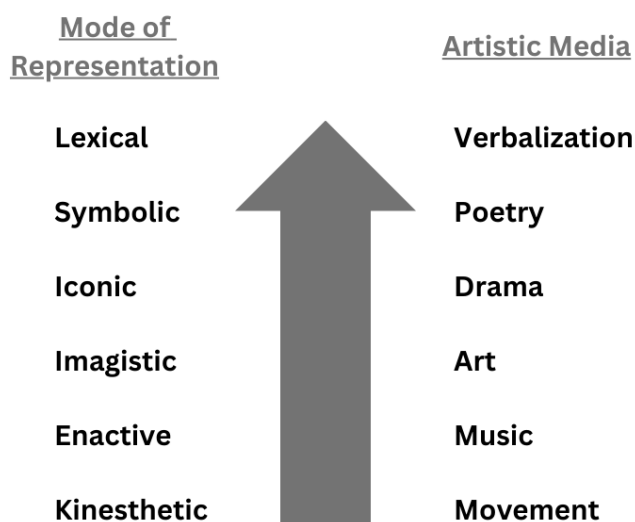 Mode of
Representation
Artistic Media
Lexical
Verbalization
Symbolic
Poetry
Iconic
Drama
Imagistic
Art
Enactive
Music
Kinesthetic
Movement